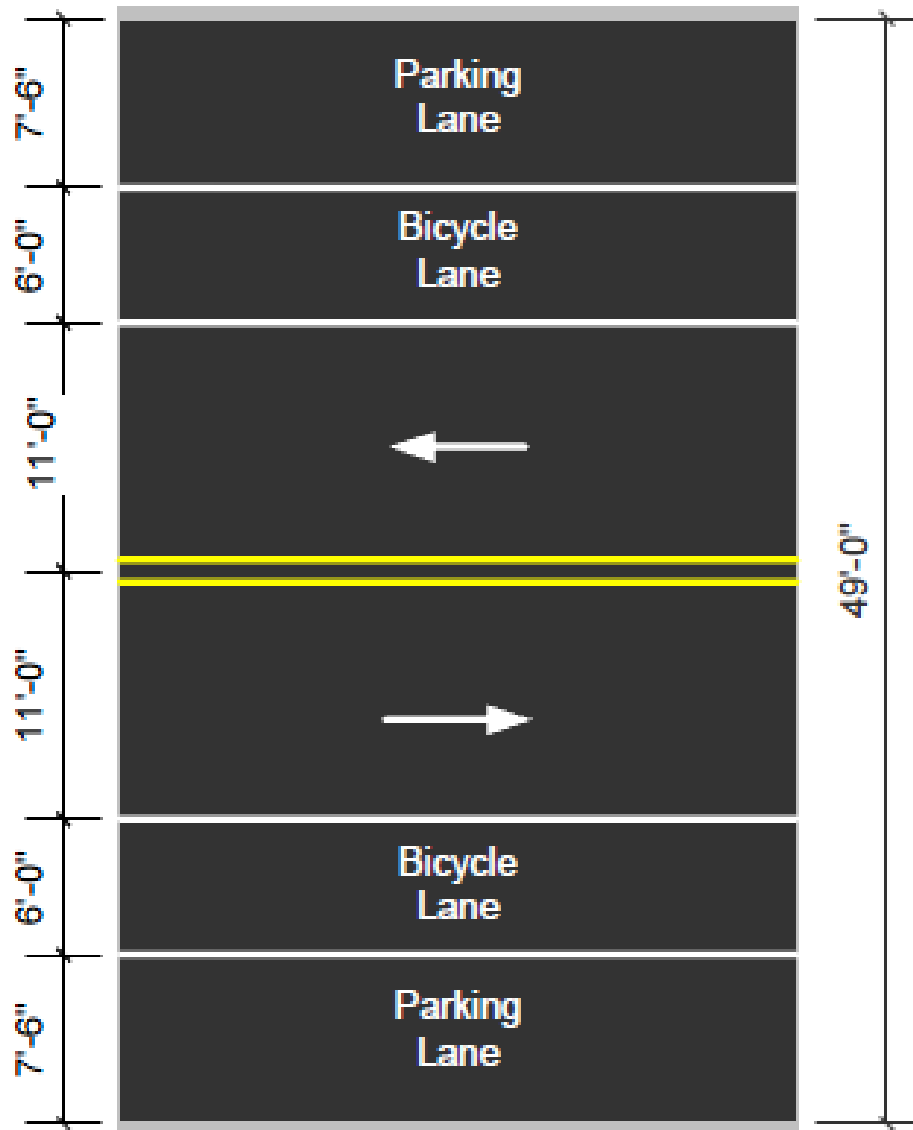 7'-6"
Parking
Lane
6'-0"
Bicycle
Lane
11'-0"
49'-0"
11'-0"
6'-0"
Bicycle
Lane
7'-6"
Parking
Lane